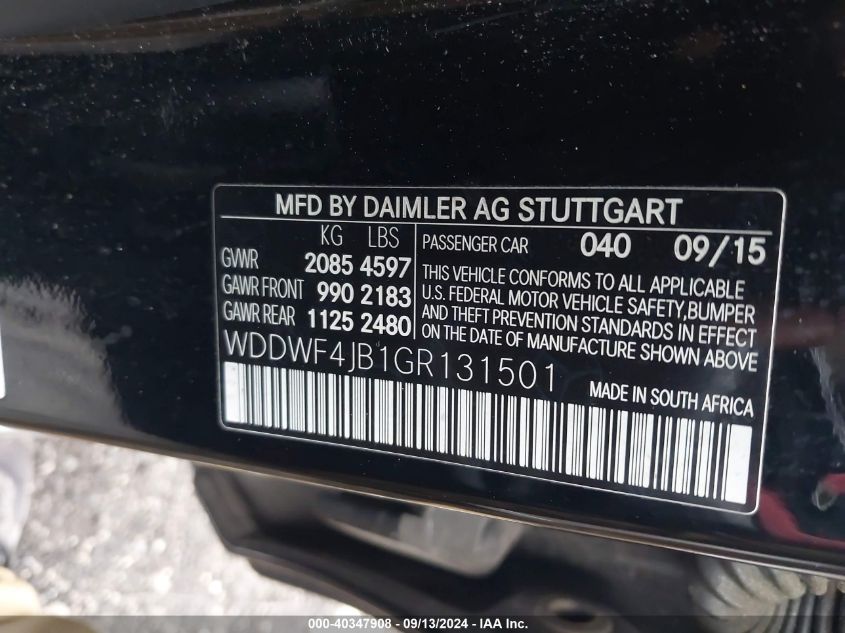 MFD BY DAIMLER AG STUTTGART
KG LBS
GVWR 2085 4597
GAWR FRONT 990 2183
GAWR REAR 1125 2480
PASSENGER CAR 040 09/15
THIS VEHICLE CONFORMS TO ALL APPLICABLE
U.S. FEDERAL MOTOR VEHICLE SAFETY,BUMPER
AND THEFT PREVENTION STANDARDS IN EFFECT
ON THE DATE OF MANUFACTURE SHOWN ABOVE
WDDWF4JB1GR131501
MADE IN SOUTH AFRICA
000-40347908 - 09/13/2024 - IAA Inc.